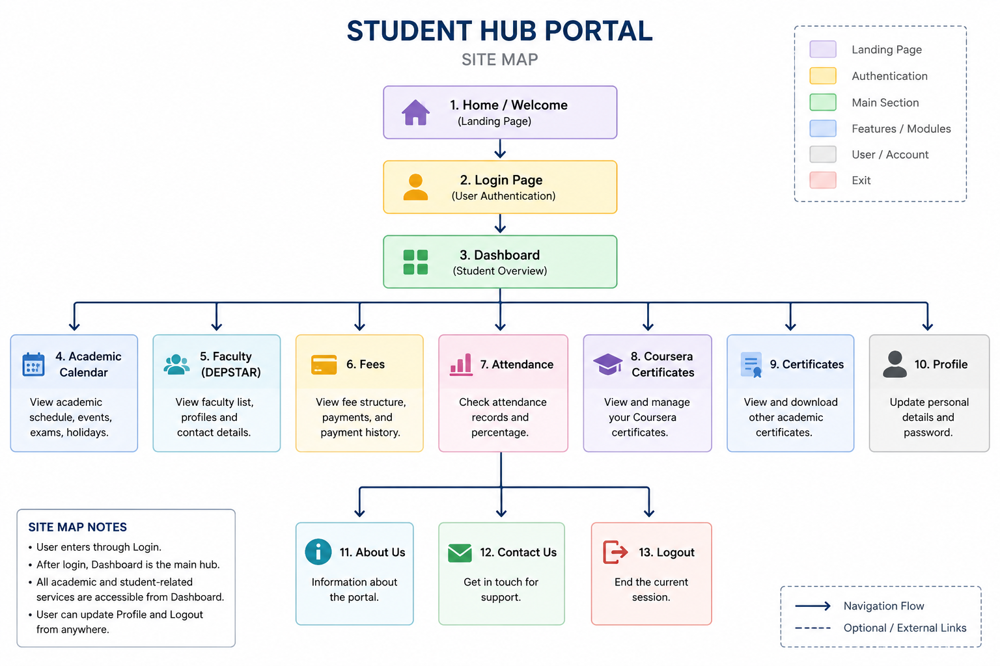 STUDENT HUB PORTAL
SITE MAP
Landing Page
Authentication
Main Section
Features / Modules
User / Account
Exit
1. Home / Welcome
(Landing Page)
2. Login Page
(User Authentication)
3. Dashboard
(Student Overview)
4. Academic
Calendar
View academic
schedule, events,
exams, holidays.
5. Faculty
(DEPSTAR)
View faculty list,
profiles and
contact details.
6. Fees
View fee structure,
payments, and
payment history.
7. Attendance
Check attendance
records and
percentage.
8. Coursera
Certificates
View and manage
your Coursera
certificates.
9. Certificates
View and download
other academic
certificates.
10. Profile
Update personal
details and
password.
11. About Us
Information about
the portal.
12. Contact Us
Get in touch for
support.
13. Logout
End the current
session.
SITE MAP NOTES
• User enters through Login.
• After login, Dashboard is the main hub.
• All academic and student-related
services are accessible from Dashboard.
• User can update Profile and Logout
from anywhere.
Navigation Flow
Optional / External Links